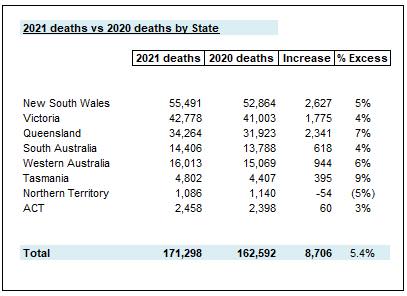 2021 deaths vs 2020 deaths by State
2021 deaths 2020 deaths Increase % Excess
New South Wales 55,491 52,864 2,627 5%
Victoria 42,778 41,003 1,775 4%
Queensland 34,264 31,923 2,341 7%
South Australia 14,406 13,788 618 4%
Western Australia 16,013 15,069 944 6%
Tasmania 4,802 4,407 395 9%
Northern Territory 1,086 1,140 -54 (5%)
ACT 2,458 2,398 60 3%
Total 171,298 162,592 8,706 5.4%